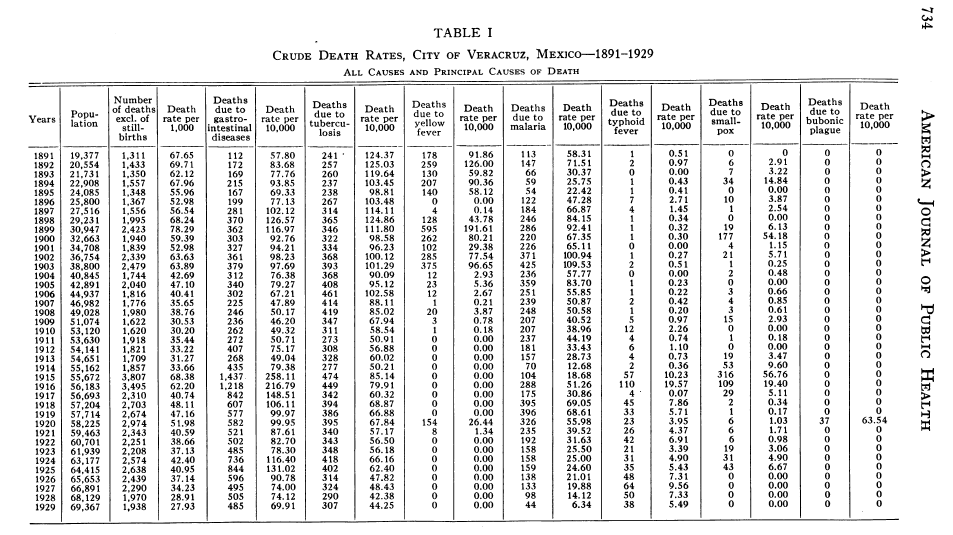 734
AMERICAN JOURNAL OF PUBLIC HEALTH
TABLE I
CRUDE DEATH RATES, CITY OF VERACRUZ, MEXICO—1891–1929
ALL CAUSES AND PRINCIPAL CAUSES OF DEATH
Years | Popu-lation | Number of deaths excl. of still-births | Death rate per 1,000 | Deaths due to gastro-intestinal diseases | Death rate per 10,000 | Deaths due to tubercu-losis | Death rate per 10,000 | Deaths due to yellow fever | Death rate per 10,000 | Deaths due to malaria | Death rate per 10,000 | Deaths due to typhoid fever | Death rate per 10,000 | Deaths due to small-pox | Death rate per 10,000 | Deaths due to bubonic plague | Death rate per 10,000
1891 19,377 1,311 67.65 112 57.80 241 124.37 178 91.86 113 58.31 1 0.51 0 0 0 0
1892 20,554 1,433 69.71 172 83.68 257 125.03 259 126.00 147 71.51 2 0.97 6 2.91 0 0
1893 21,731 1,350 62.12 169 77.76 260 119.64 130 59.82 66 30.37 0 0.00 7 3.22 0 0
1894 22,908 1,557 67.96 215 93.85 237 103.45 207 90.36 59 25.75 1 0.43 34 14.84 0 0
1895 24,085 1,348 55.96 167 69.33 238 98.81 140 58.12 54 22.42 1 0.41 0 0.00 0 0
1896 25,800 1,367 52.98 199 77.13 267 103.48 0 0.00 122 47.28 7 2.71 10 3.87 0 0
1897 27,516 1,556 56.54 281 102.12 314 114.11 4 0.14 184 66.87 4 1.45 1 2.54 0 0
1898 29,231 1,995 68.24 370 126.57 365 124.86 128 43.78 246 84.15 1 0.34 0 0.00 0 0
1899 30,947 2,423 78.29 362 116.97 346 111.80 595 191.61 286 92.41 1 0.32 19 6.13 0 0
1900 32,663 1,940 59.39 303 92.76 322 98.58 262 80.21 220 67.35 1 0.30 177 54.18 0 0
1901 34,708 1,839 52.98 327 94.21 334 96.23 102 29.38 226 65.11 0 0.00 4 1.15 0 0
1902 36,754 2,339 63.63 361 98.23 368 100.12 285 77.54 371 100.94 1 0.27 21 5.71 0 0
1903 38,800 2,479 63.89 379 97.69 393 101.29 375 96.65 425 109.53 2 0.51 1 0.25 0 0
1904 40,845 1,744 42.69 312 76.38 368 90.09 12 2.93 236 57.77 0 0.00 2 0.48 0 0
1905 42,891 2,040 47.10 340 79.27 408 95.12 23 5.36 359 83.70 1 0.23 0 0.00 0 0
1906 44,937 1,816 40.41 302 67.21 461 102.58 12 2.67 251 55.85 1 0.22 3 0.66 0 0
1907 46,982 1,776 35.65 225 47.89 414 88.11 1 0.21 239 50.87 2 0.42 4 0.85 0 0
1908 49,028 1,980 38.76 246 50.17 419 85.02 20 3.87 248 50.58 1 0.20 3 0.61 0 0
1909 51,074 1,622 30.53 236 46.20 347 67.94 3 0.78 207 40.52 5 0.97 15 2.93 0 0
1910 53,120 1,620 30.20 262 49.32 311 58.54 1 0.18 207 38.96 12 2.26 0 0.00 0 0
1911 53,630 1,918 35.44 272 50.71 273 50.91 0 0.00 237 44.19 4 0.74 1 0.18 0 0
1912 54,141 1,821 33.22 407 75.17 308 56.88 0 0.00 181 33.43 6 1.10 0 0.00 0 0
1913 54,651 1,709 31.27 268 49.04 328 60.02 0 0.00 157 28.73 4 0.73 19 3.47 0 0
1914 55,162 1,857 33.66 435 79.38 277 50.21 0 0.00 70 12.68 2 0.36 53 9.60 0 0
1915 55,672 3,807 68.38 1,437 258.11 474 85.14 0 0.00 104 18.68 57 10.23 316 56.76 0 0
1916 56,183 3,495 62.20 1,218 216.79 449 79.91 0 0.00 288 51.26 110 19.57 109 19.40 0 0
1917 56,693 2,310 40.74 842 148.51 342 60.32 0 0.00 175 30.86 4 0.07 29 5.11 0 0
1918 57,204 2,703 48.11 607 106.11 394 68.87 0 0.00 395 69.05 45 7.86 2 0.34 0 0
1919 57,714 2,674 47.16 577 99.97 386 66.88 0 0.00 396 68.61 33 5.71 1 0.17 0 0
1920 58,225 2,974 51.98 582 99.95 395 67.84 154 26.44 326 55.98 23 3.95 6 1.03 37 63.54
1921 59,463 2,343 40.59 521 87.61 340 57.17 8 1.34 235 39.52 26 4.37 6 1.71 0 0
1922 60,701 2,251 38.66 502 82.70 343 56.50 0 0.00 192 31.63 42 6.91 6 0.98 0 0
1923 61,939 2,208 37.13 485 78.30 348 56.18 0 0.00 158 25.50 21 3.39 19 3.06 0 0
1924 63,177 2,574 42.40 736 116.40 418 66.16 0 0.00 158 25.00 31 4.90 31 4.90 0 0
1925 64,415 2,638 40.95 844 131.02 402 62.40 0 0.00 159 24.60 35 5.43 43 6.67 0 0
1926 65,653 2,439 37.14 596 90.78 314 47.82 0 0.00 138 21.01 48 7.31 0 0.00 0 0
1927 66,891 2,290 34.23 495 74.00 324 48.43 0 0.00 133 19.88 64 9.56 0 0.00 0 0
1928 68,129 1,970 28.91 505 74.12 290 42.38 0 0.00 98 14.12 50 7.33 0 0.00 0 0
1929 69,367 1,938 27.93 485 69.91 307 44.25 0 0.00 44 6.34 38 5.49 0 0.00 0 0